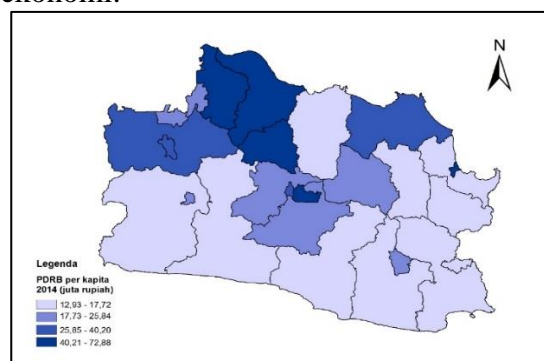 ekonomi.
N
Legenda
PDRB per kapita
2014 (juta rupiah)
12,93 - 17,72
17,73 - 25,84
25,85 - 40,20
40,21 - 72,88